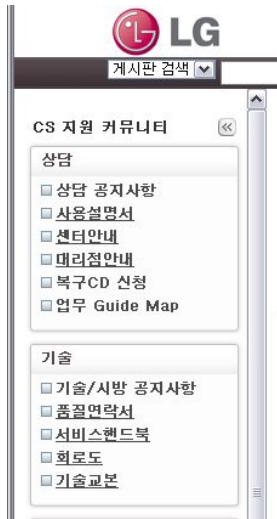 LG
게시판 검색
CS 지원 커뮤니티
상담
상담 공지사항
사용설명서
센터안내
대리점안내
복구CD 신청
업무 Guide Map
기술
기술/시방 공지사항
품질연락서
서비스핸드북
회로도
기술교본